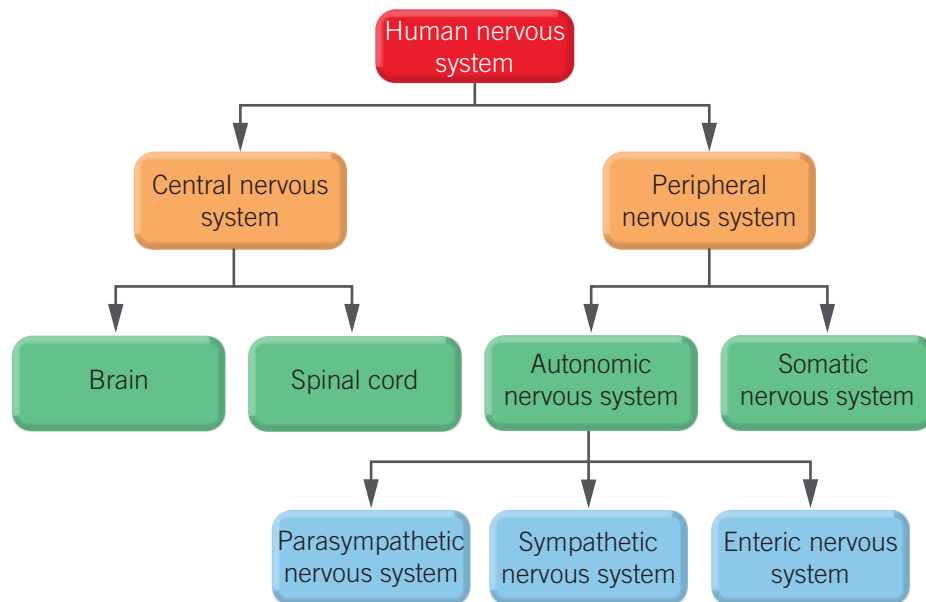 Human nervous
system
Central nervous
system
Peripheral
nervous system
Brain
Spinal cord
Autonomic
nervous system
Somatic
nervous system
Parasympathetic
nervous system
Sympathetic
nervous system
Enteric nervous
system